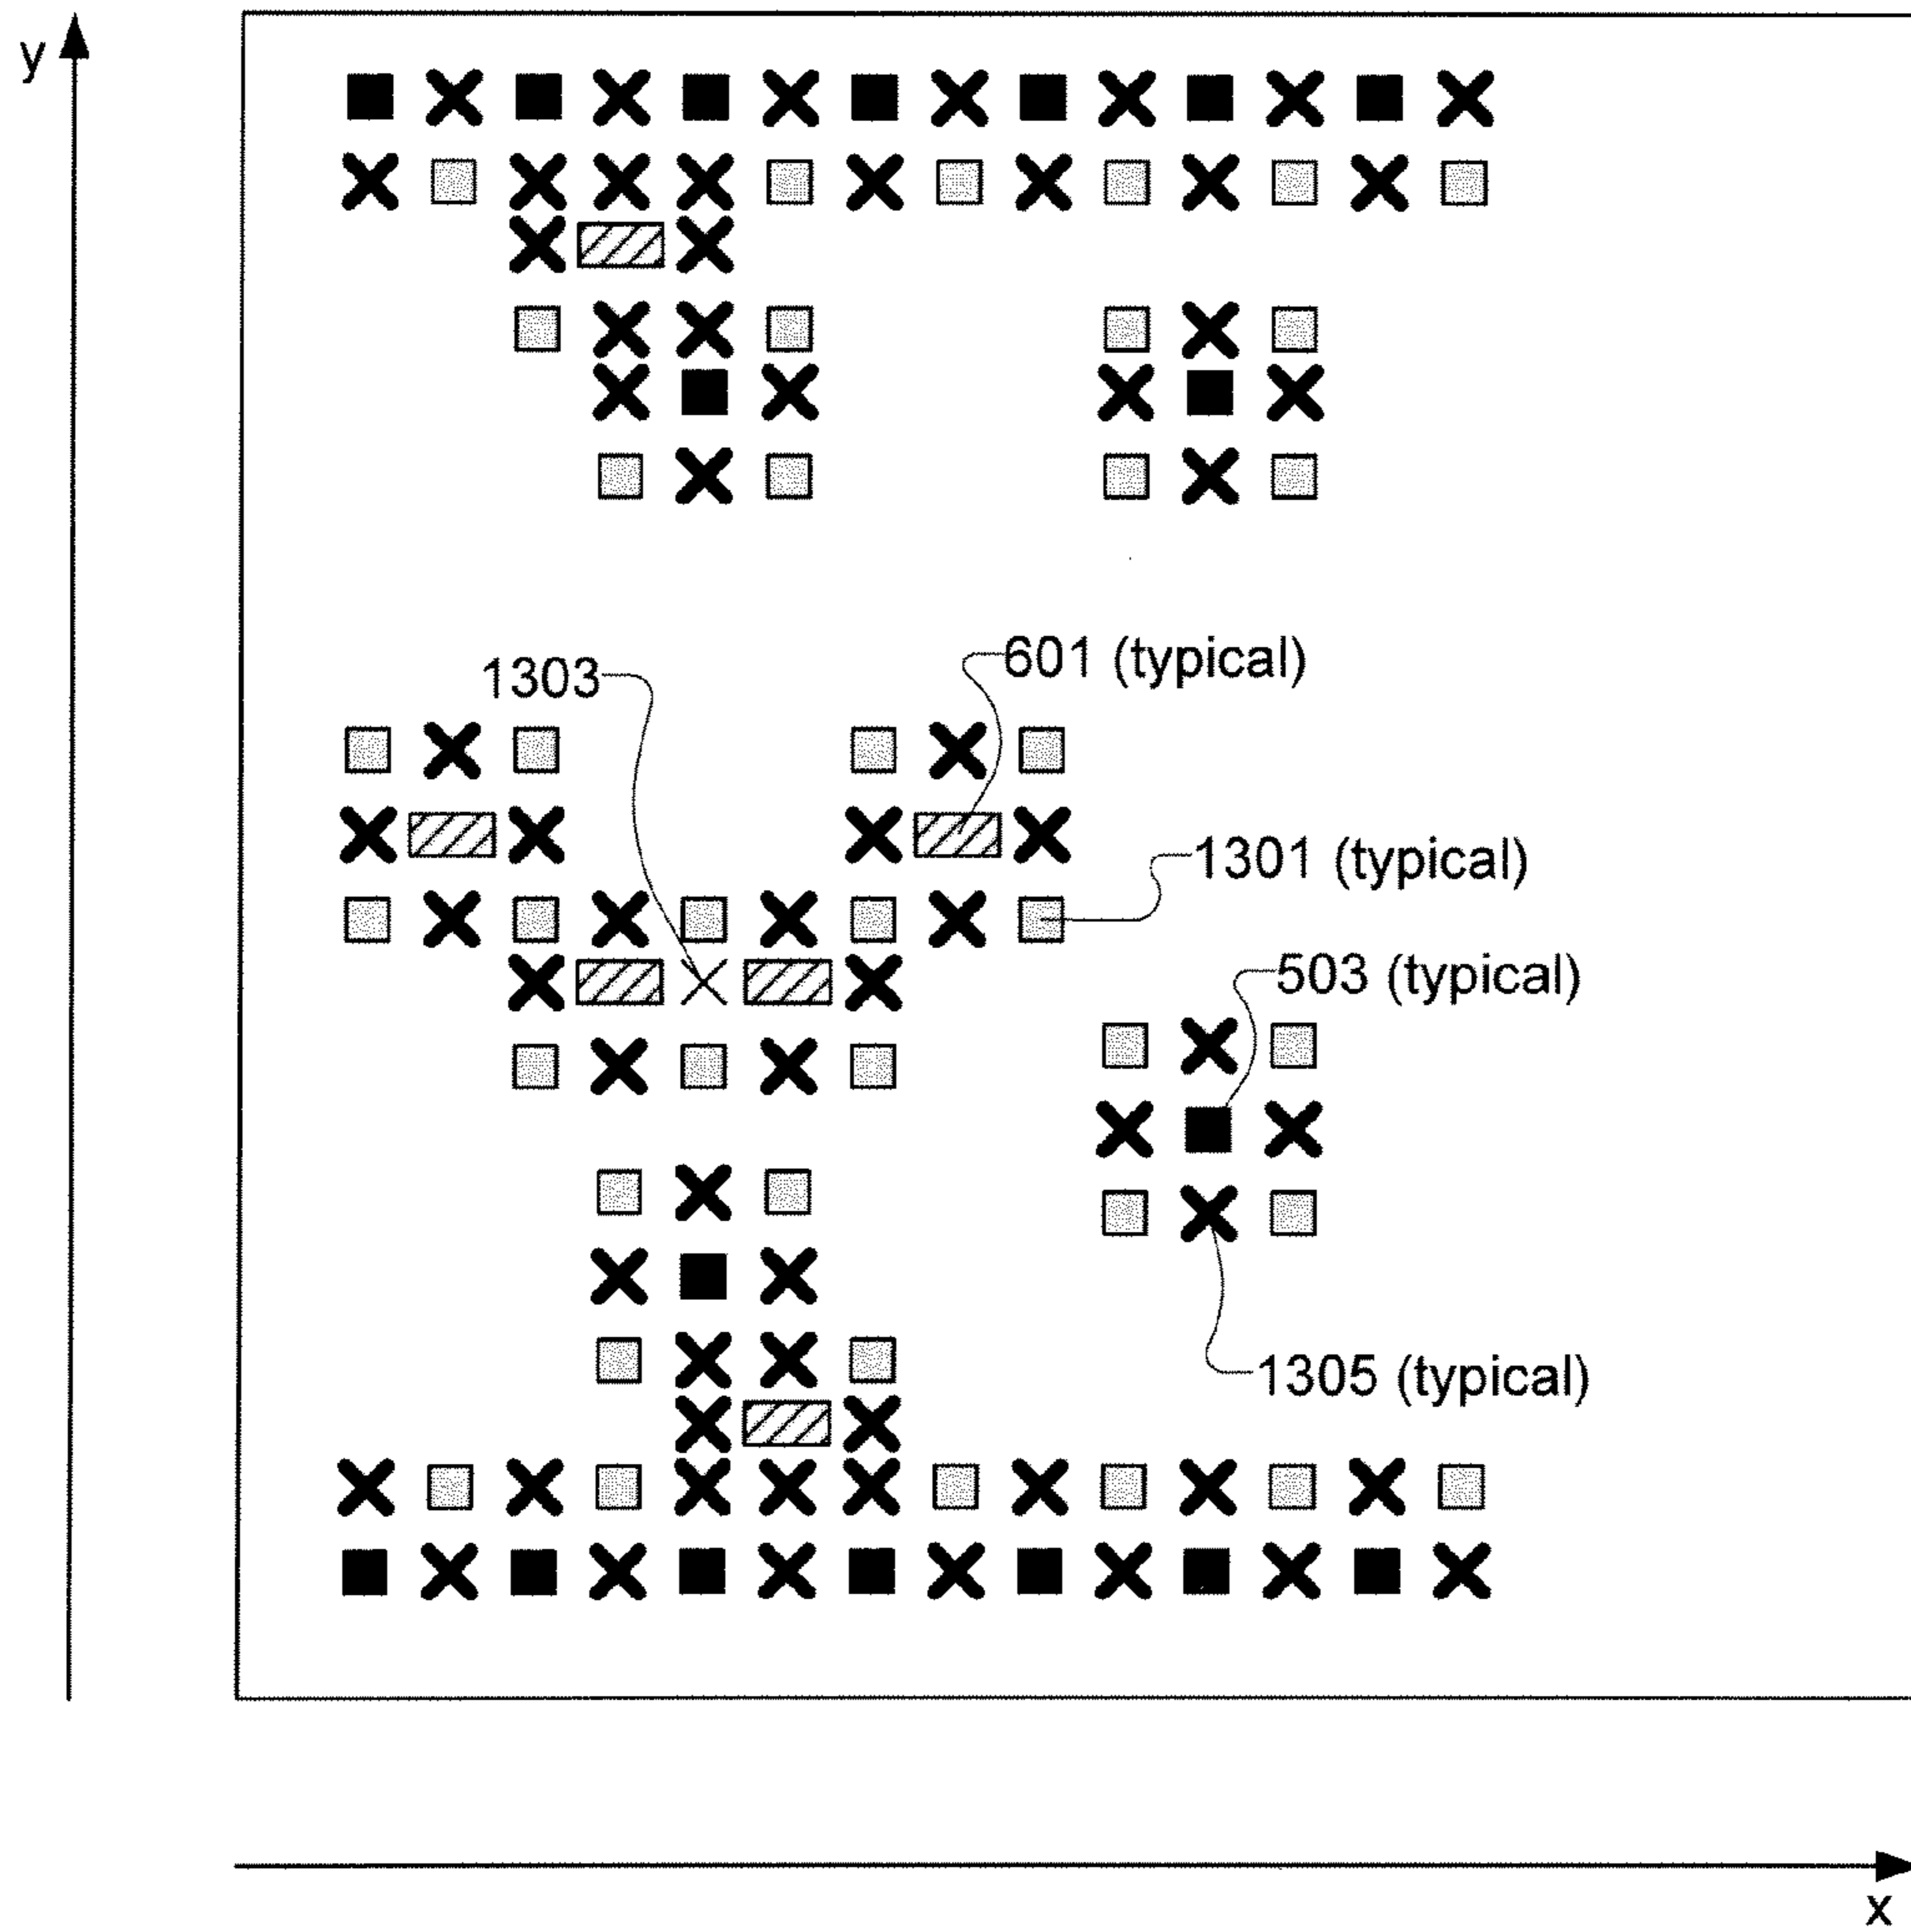 y
601 (typical)
1303
1301 (typical)
503 (typical)
1305 (typical)
x